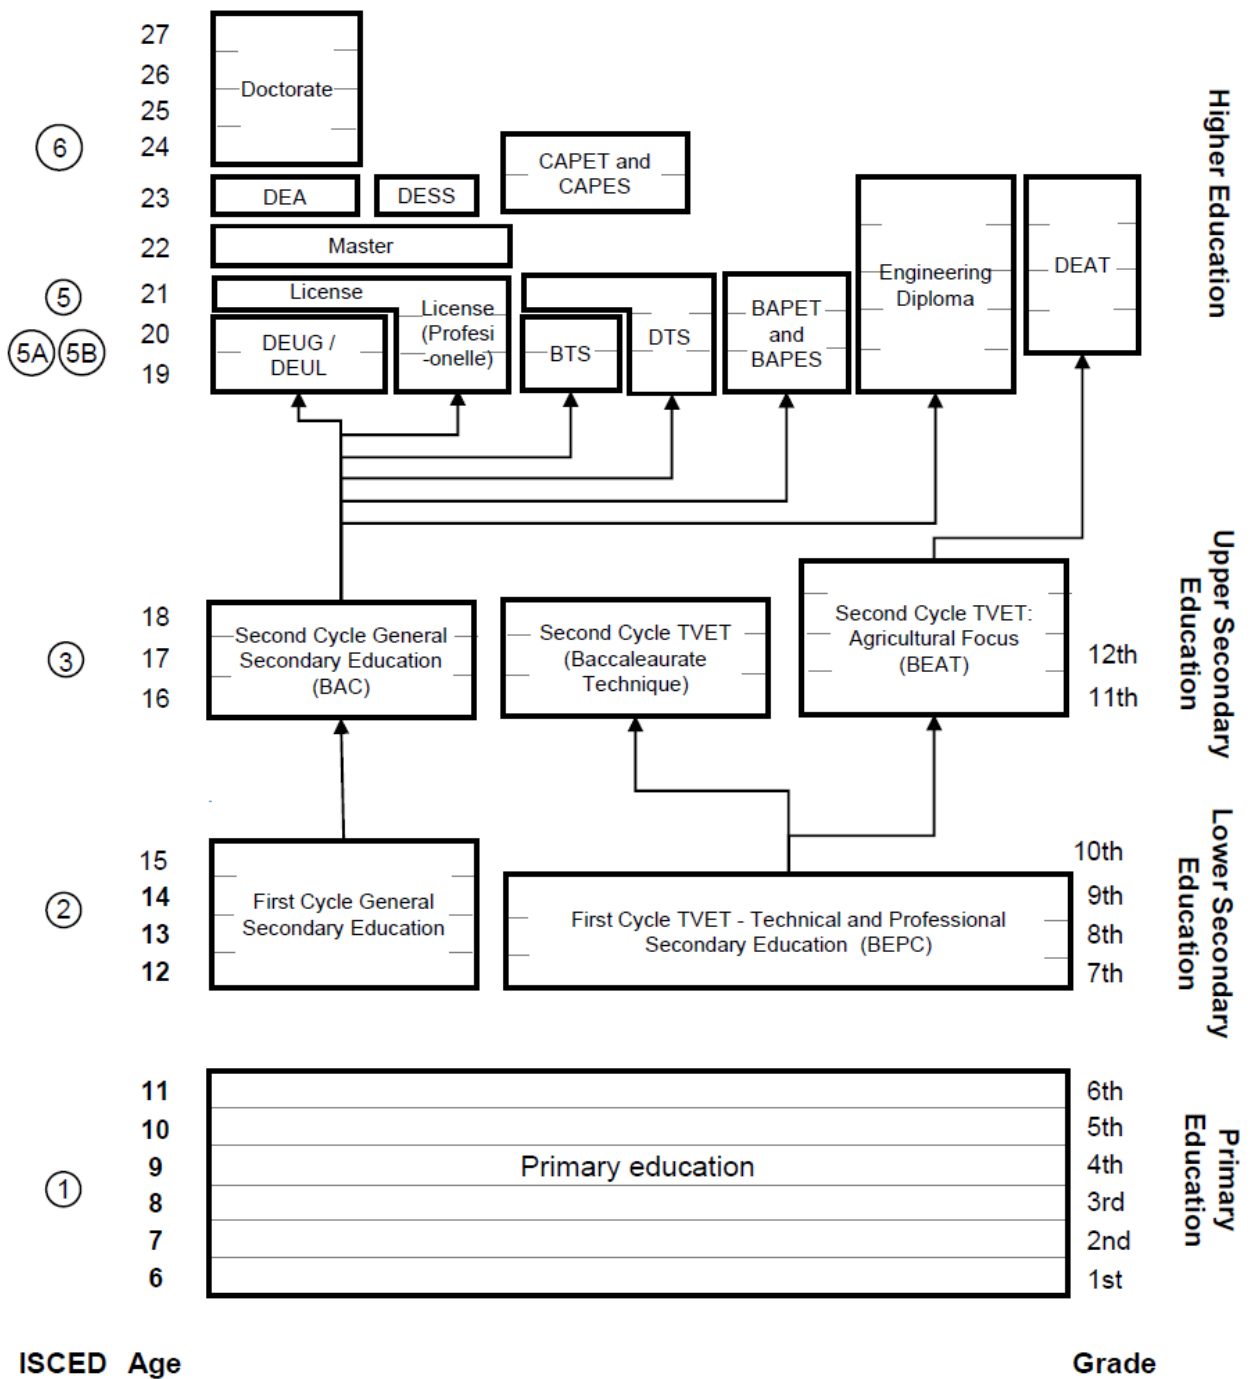 27
26
25
24
23
22
21
20
19
6
5
5A
5B
Doctorate
CAPET and
CAPES
DEA
DESS
Master
License
License
(Profesi
-onelle)
DEUG /
DEUL
BTS
DTS
BAPET
and
BAPES
Engineering
Diploma
DEAT
Higher Education
18
17
16
3
Second Cycle General
Secondary Education
(BAC)
Second Cycle TVET
(Baccaleaurate
Technique)
Second Cycle TVET:
Agricultural Focus
(BEAT)
12th
11th
Upper Secondary
Education
15
14
13
12
2
First Cycle General
Secondary Education
First Cycle TVET - Technical and Professional
Secondary Education (BEPC)
10th
9th
8th
7th
Lower Secondary
Education
11
10
9
8
7
6
1
Primary education
6th
5th
4th
3rd
2nd
1st
Primary
Education
ISCED Age
Grade